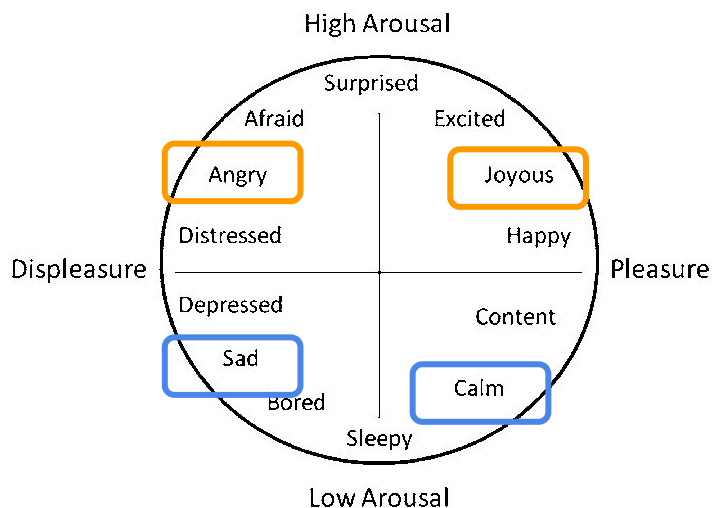 High Arousal
Surprised
Afraid
Excited
Angry
Joyous
Distressed
Happy
Displeasure
Pleasure
Depressed
Content
Sad
Calm
Bored
Sleepy
Low Arousal